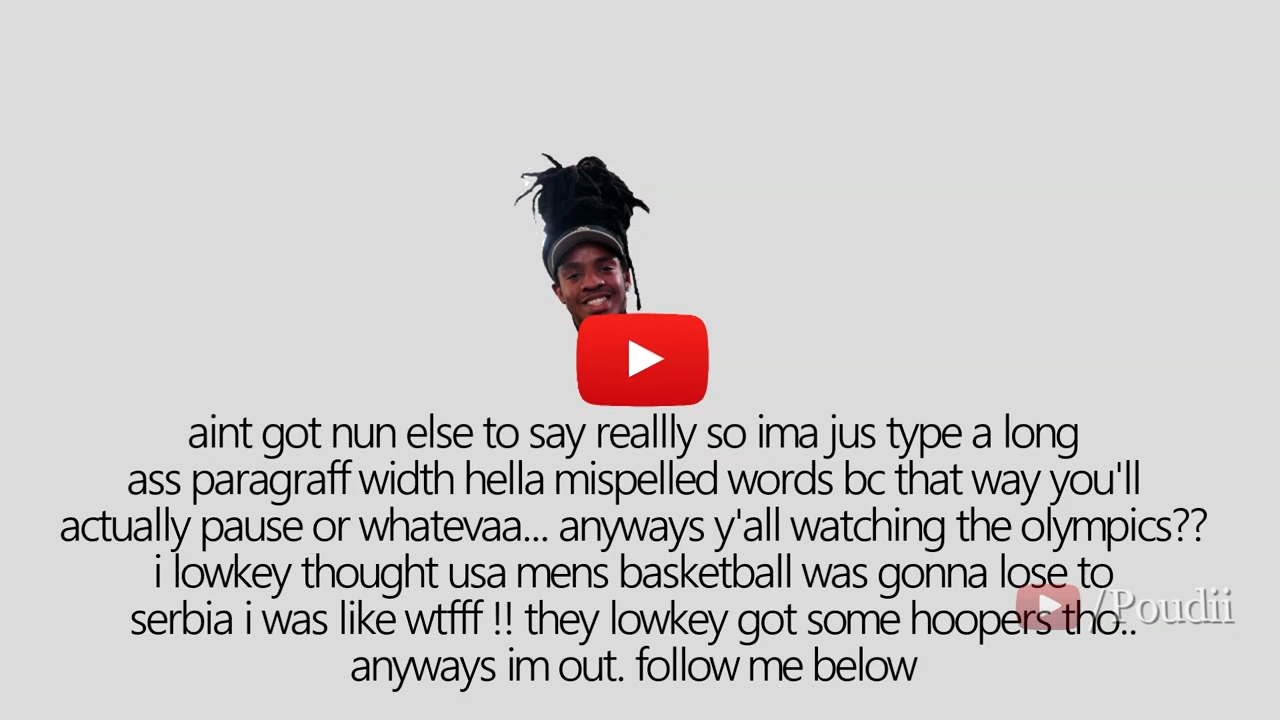 aint got nun else to say reallly so ima jus type a long
ass paragraff width hella mispelled words bc that way you'll
actually pause or whatevaa... anyways y'all watching the olympics??
i lowkey thought usa mens basketball was gonna lose to
serbia i was like wtfff !! they lowkey got some hoopers tho..
/Poudii
anyways im out. follow me below